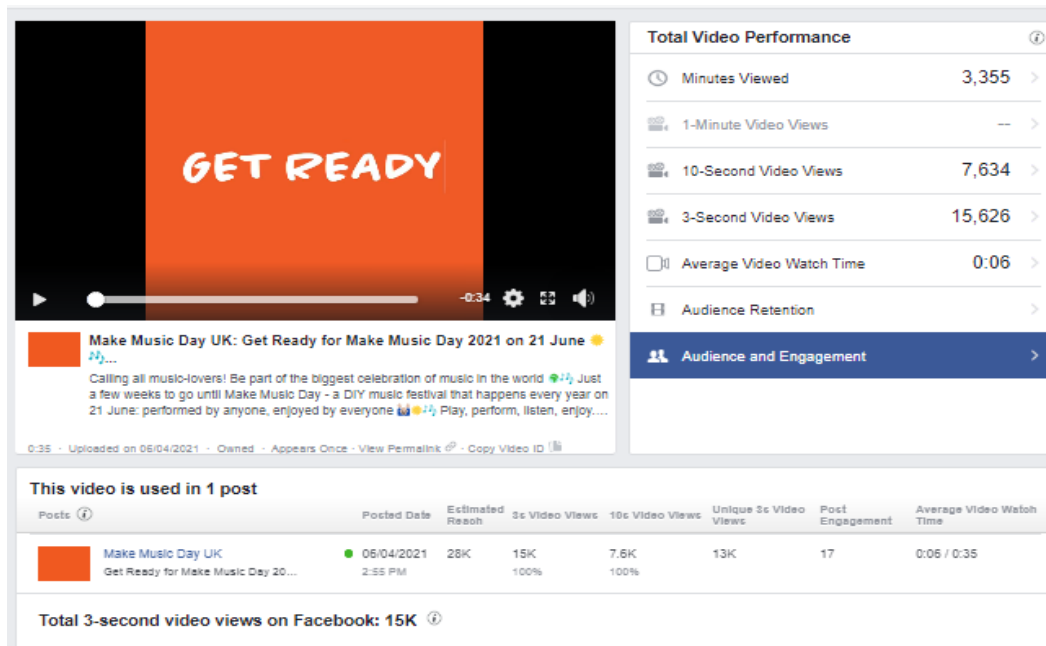 GET READY
-0:34
Make Music Day UK: Get Ready for Make Music Day 2021 on 21 June ☀️
🎶...
Calling all music-lovers! Be part of the biggest celebration of music in the world 🌍🎶 Just
a few weeks to go until Make Music Day - a DIY music festival that happens every year on
21 June: performed by anyone, enjoyed by everyone 🙌☀️🎶 Play, perform, listen, enjoy....
0:35 · Uploaded on 06/04/2021 · Owned · Appears Once · View Permalink · Copy Video ID
Total Video Performance
Minutes Viewed 3,355
1-Minute Video Views --
10-Second Video Views 7,634
3-Second Video Views 15,626
Average Video Watch Time 0:06
Audience Retention
Audience and Engagement
This video is used in 1 post
Posts Posted Date Estimated Reach 3s Video Views 10s Video Views Unique 3s Video Views Post Engagement Average Video Watch Time
Make Music Day UK 06/04/2021 28K 15K 7.6K 13K 17 0:06 / 0:35
Get Ready for Make Music Day 20... 2:55 PM 100% 100%
Total 3-second video views on Facebook: 15K